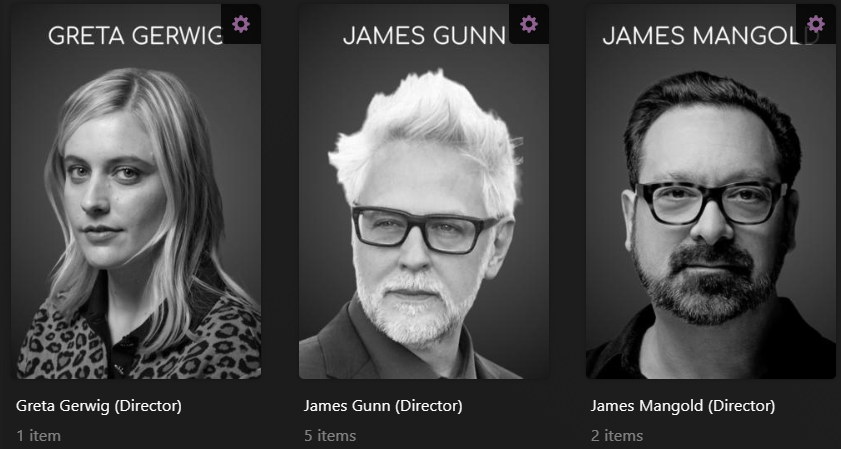 GRETA GERWIG
JAMES GUNN
JAMES MANGOLD
Greta Gerwig (Director)
1 item
James Gunn (Director)
5 items
James Mangold (Director)
2 items